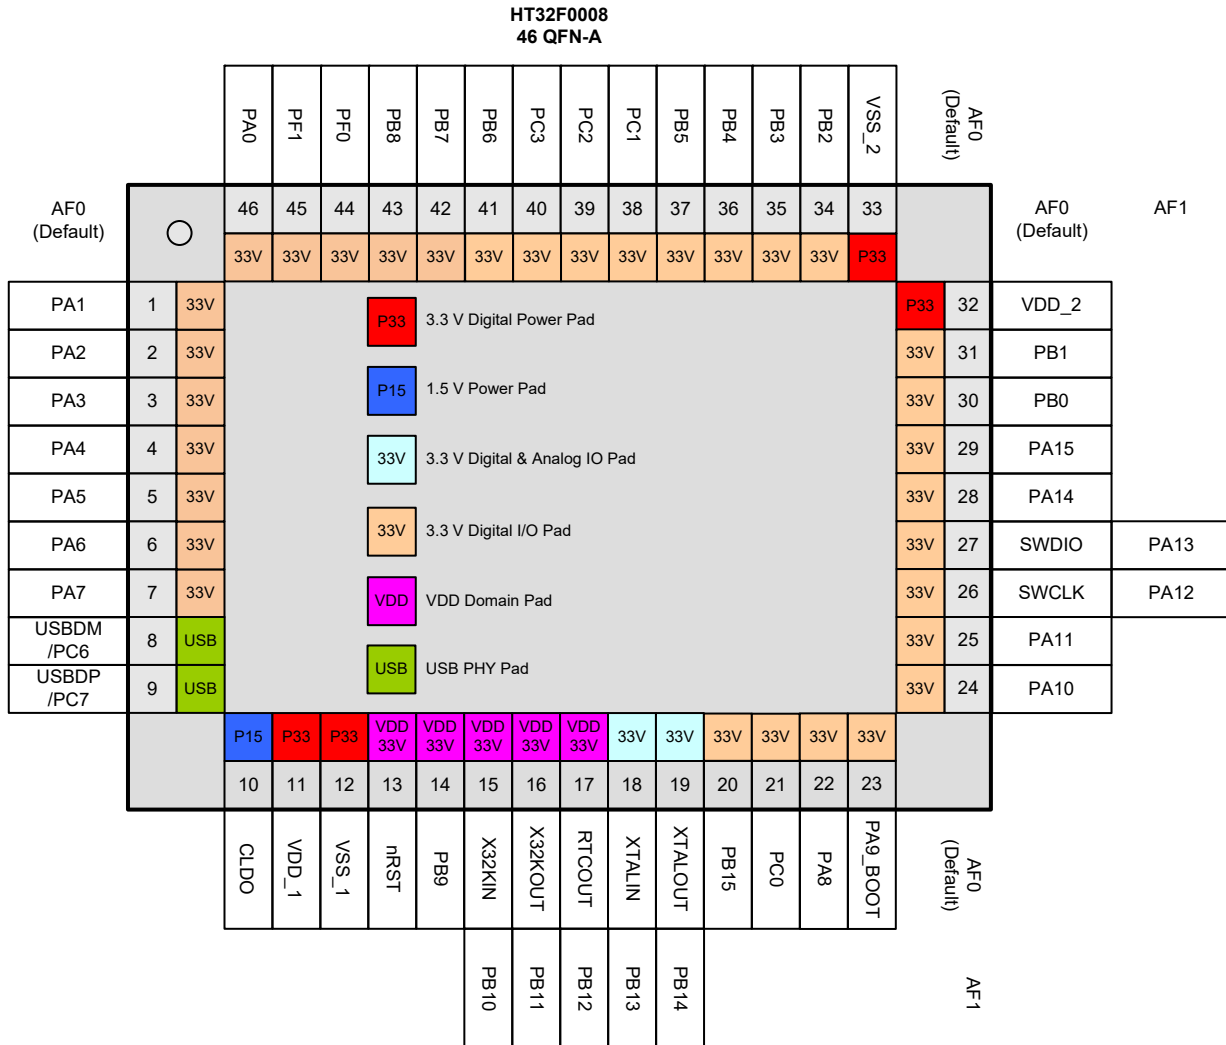 HT32F0008
46 QFN-A
PA0 PF1 PF0 PB8 PB7 PB6 PC3 PC2 PC1 PB5 PB4 PB3 PB2 VSS_2 AF0 (Default)
AF0
(Default)
46 45 44 43 42 41 40 39 38 37 36 35 34 33
33V 33V 33V 33V 33V 33V 33V 33V 33V 33V 33V 33V 33V P33
AF0
(Default)
AF1
PA1 1 33V
PA2 2 33V
PA3 3 33V
PA4 4 33V
PA5 5 33V
PA6 6 33V
PA7 7 33V
USBDM
/PC6 8 USB
USBDP
/PC7 9 USB
P33 3.3 V Digital Power Pad
P15 1.5 V Power Pad
33V 3.3 V Digital & Analog IO Pad
33V 3.3 V Digital I/O Pad
VDD VDD Domain Pad
USB USB PHY Pad
P33 32 VDD_2
33V 31 PB1
33V 30 PB0
33V 29 PA15
33V 28 PA14
33V 27 SWDIO PA13
33V 26 SWCLK PA12
33V 25 PA11
33V 24 PA10
P15 P33 P33 VDD 33V VDD 33V VDD 33V VDD 33V VDD 33V 33V 33V 33V 33V 33V 33V
10 11 12 13 14 15 16 17 18 19 20 21 22 23
CLDO VDD_1 VSS_1 nRST PB9 X32KIN X32KOUT RTCOUT XTALIN XTALOUT PB15 PC0 PA8 PA9_BOOT AF0 (Default)
PB10 PB11 PB12 PB13 PB14 AF1